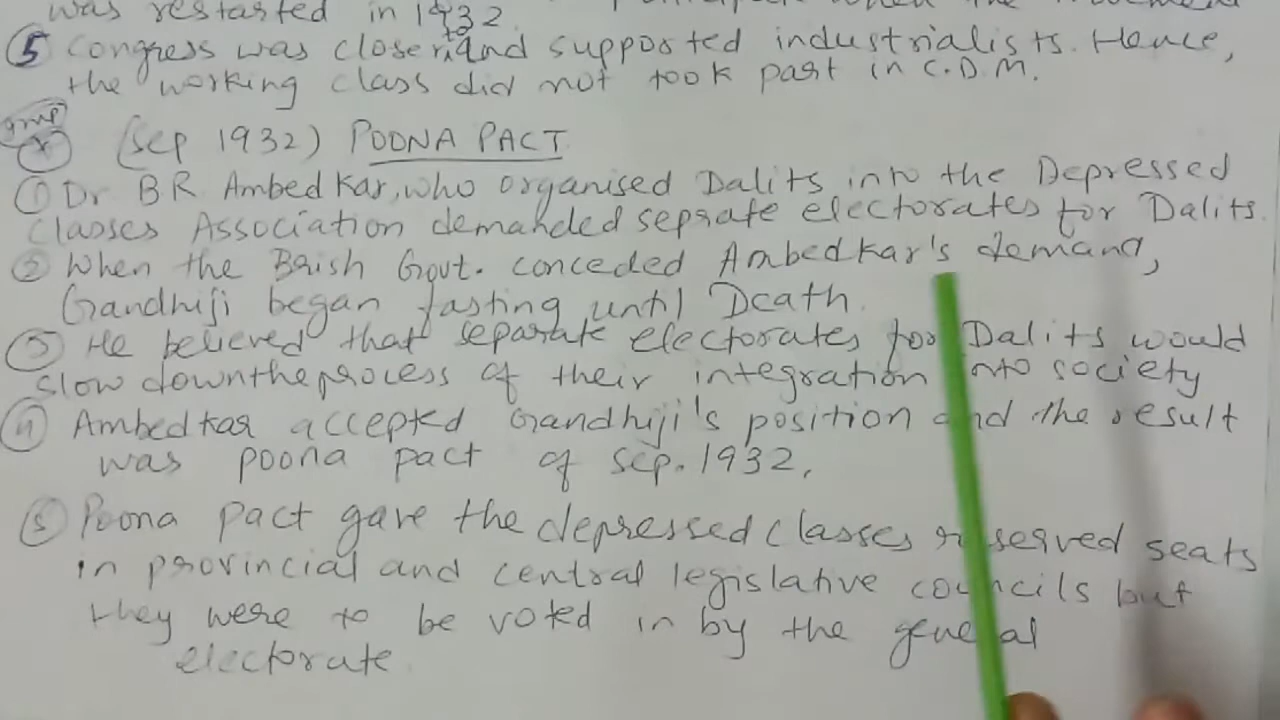 was restarted in 1932
⑤ Congress was closer to and supported industrialists. Hence,
the working class did not took part in C.D.M.
(Sep 1932) POONA PACT
① Dr BR Ambedkar, who organised Dalits into the Depressed
Classes Association demanded seprate electorates for Dalits.
② When the Brish Govt. conceded Ambedkar's demand,
Gandhiji began fasting until Death.
③ He believed that separate electorates for Dalits would
slow down the process of their integration into society
④ Ambedkar accepted Gandhiji's position and the result
was poona pact of Sep. 1932.
⑤ Poona pact gave the depressed classes reserved seats
in provincial and central legislative councils but
they were to be voted in by the general
electorate.